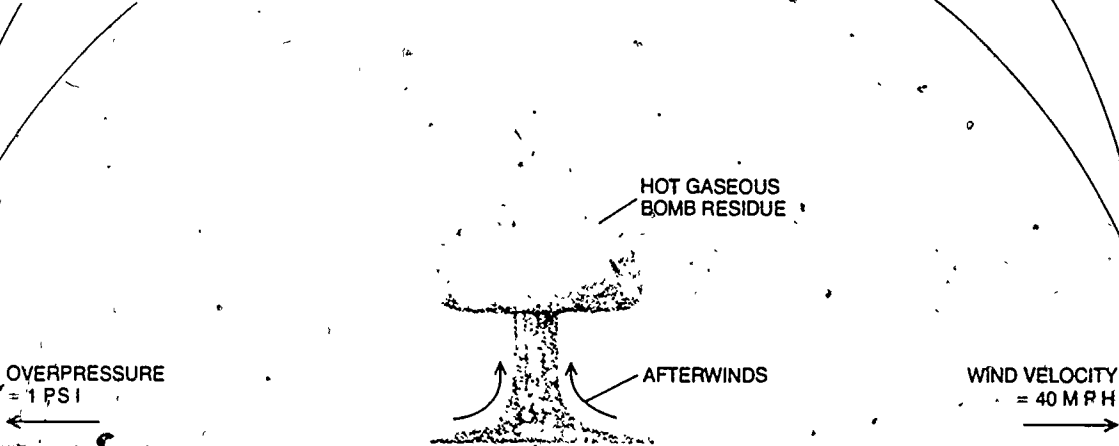 HOT GASEOUS
BOMB RESIDUE
OVERPRESSURE
= 1 PSI
AFTERWINDS
WIND VELOCITY
= 40 MPH